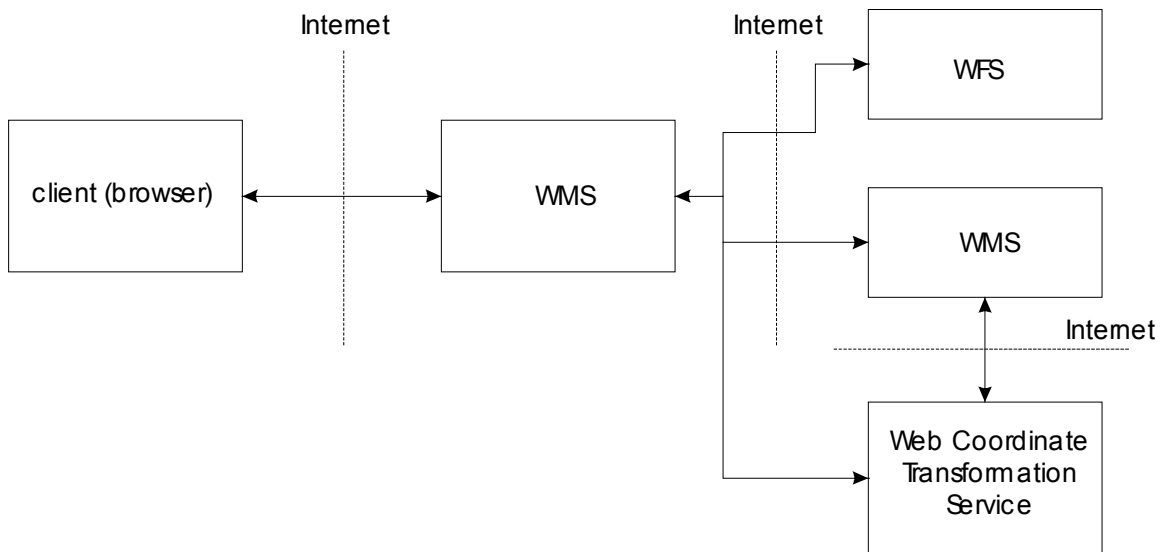 Internet
Internet
WFS
client (browser)
WMS
WMS
Internet
Web Coordinate
Transformation
Service